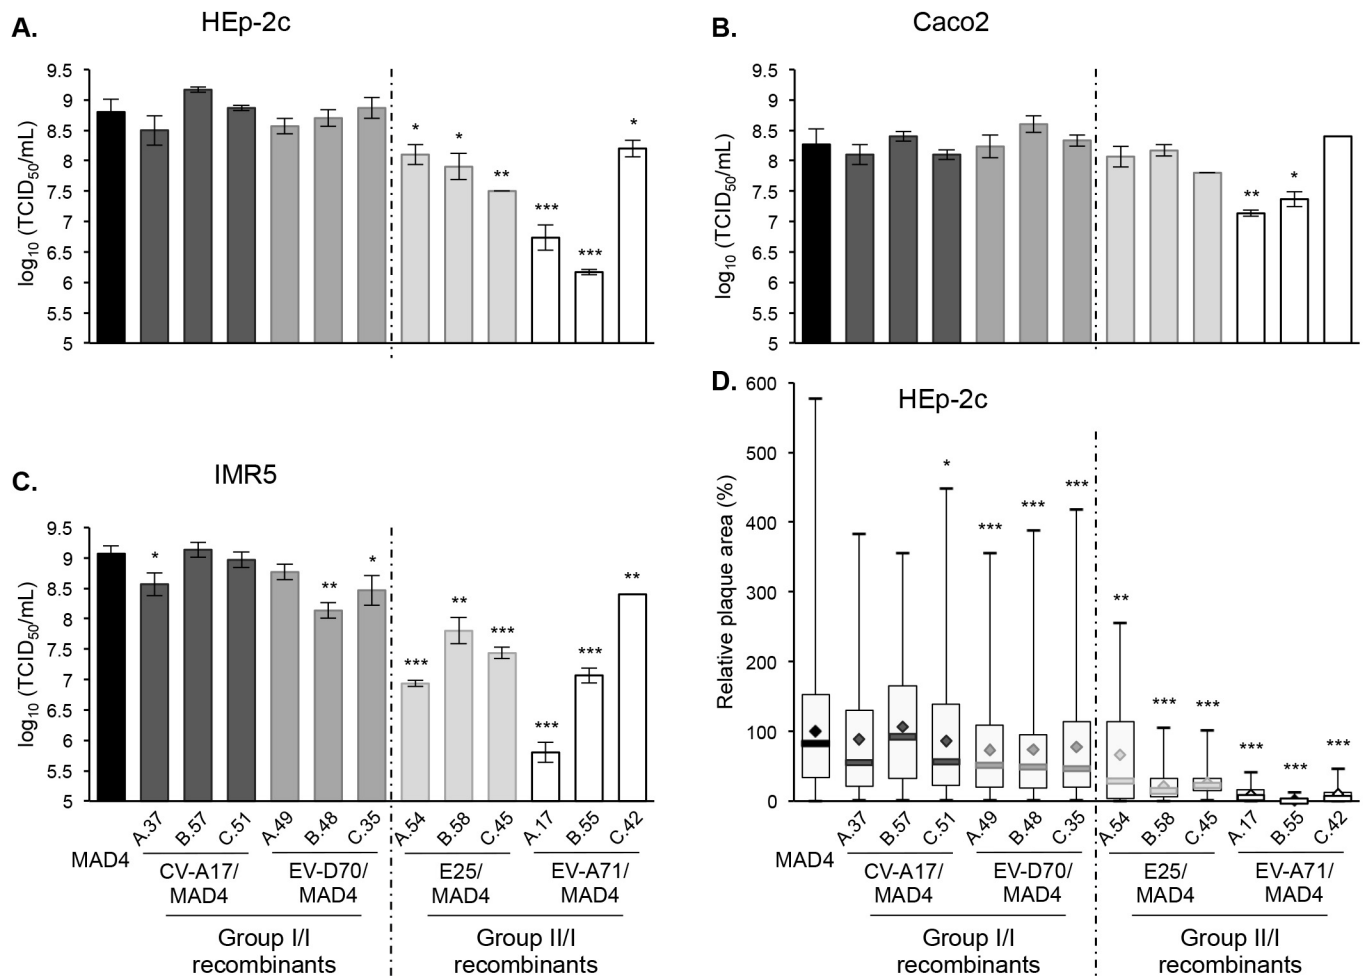 A.
HEp-2c
log₁₀ (TCID₅₀/mL)
9.5
9
8.5
8
7.5
7
6.5
6
5.5
5
*
*
**
***
***
*
B.
Caco2
log₁₀ (TCID₅₀/mL)
9.5
9
8.5
8
7.5
7
6.5
6
5.5
5
**
*
C.
IMR5
log₁₀ (TCID₅₀/mL)
9.5
9
8.5
8
7.5
7
6.5
6
5.5
5
*
**
*
***
**
***
***
***
**
MAD4
A.37
B.57
C.51
A.49
B.48
C.35
A.54
B.58
C.45
A.17
B.55
C.42
CV-A17/
MAD4
EV-D70/
MAD4
E25/
MAD4
EV-A71/
MAD4
Group I/I
recombinants
Group II/I
recombinants
D.
HEp-2c
Relative plaque area (%)
600
500
400
300
200
100
0
*
***
***
***
**
***
***
***
***
***
MAD4
A.37
B.57
C.51
A.49
B.48
C.35
A.54
B.58
C.45
A.17
B.55
C.42
CV-A17/
MAD4
EV-D70/
MAD4
E25/
MAD4
EV-A71/
MAD4
Group I/I
recombinants
Group II/I
recombinants